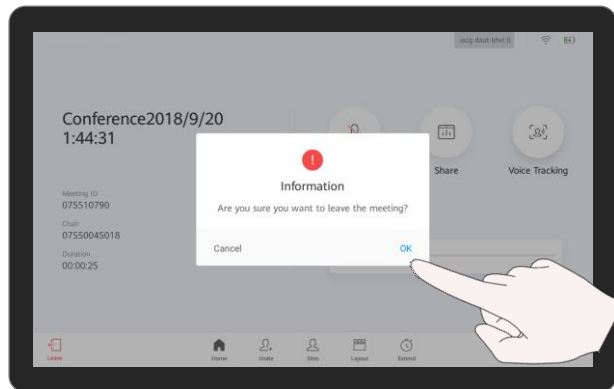 Conference2018/9/20
1:44:31
Meeting ID
075510790
Chair
07550045018
Duration
00:00:25
Share
Voice Tracking
Information
Are you sure you want to leave the meeting?
Cancel
OK
Leave
Home
Invite
Sites
Layout
Extend